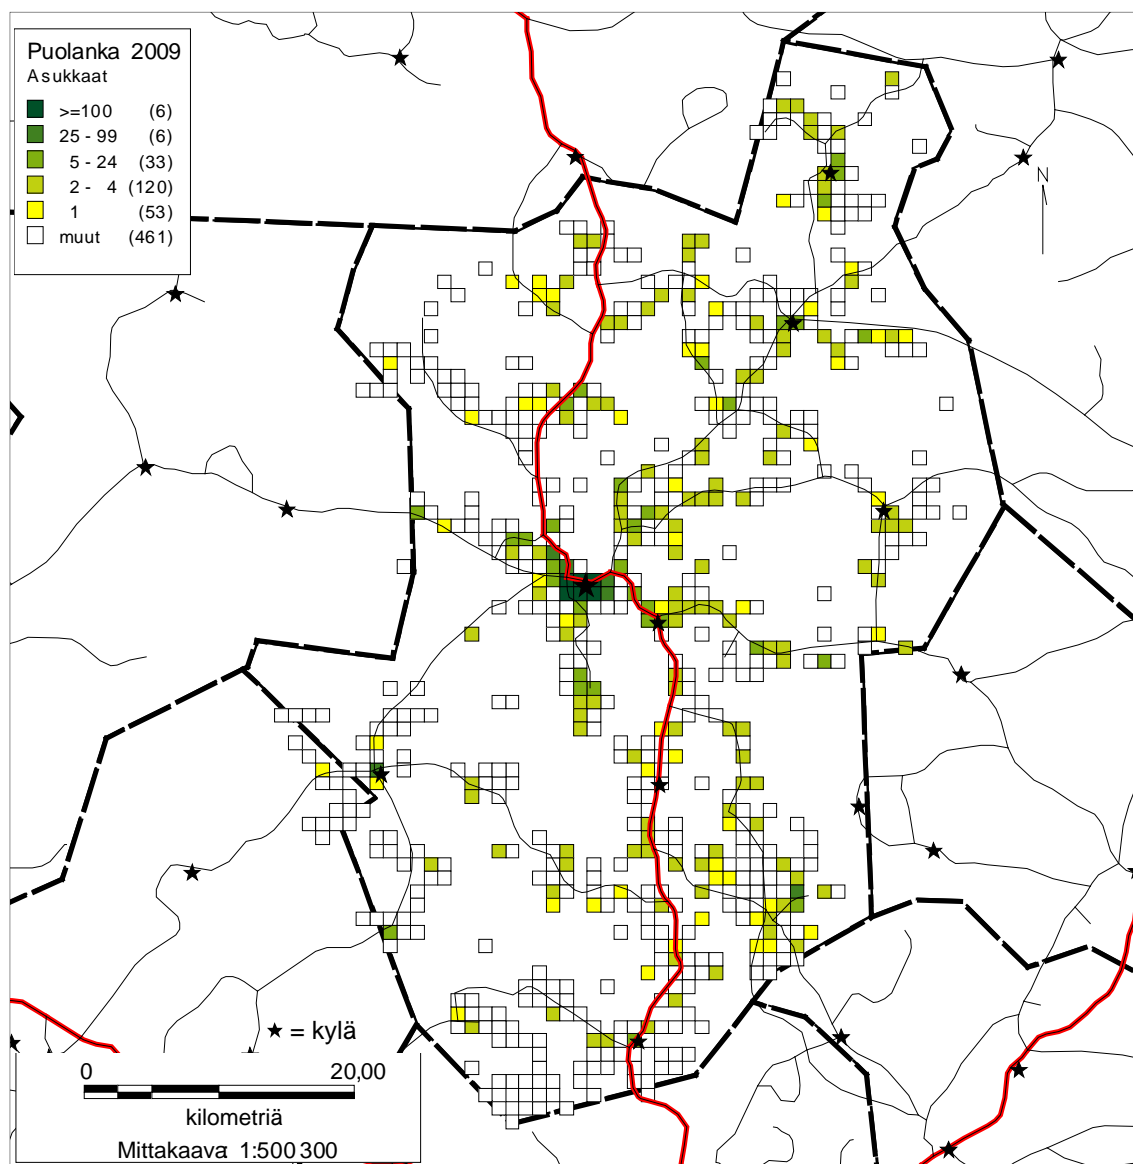 Puolanka 2009
Asukkaat
>=100 (6)
25 - 99 (6)
5 - 24 (33)
2 - 4 (120)
1 (53)
muut (461)
N
★ = kylä
0 20,00
kilometriä
Mittakaava: 1:500 300